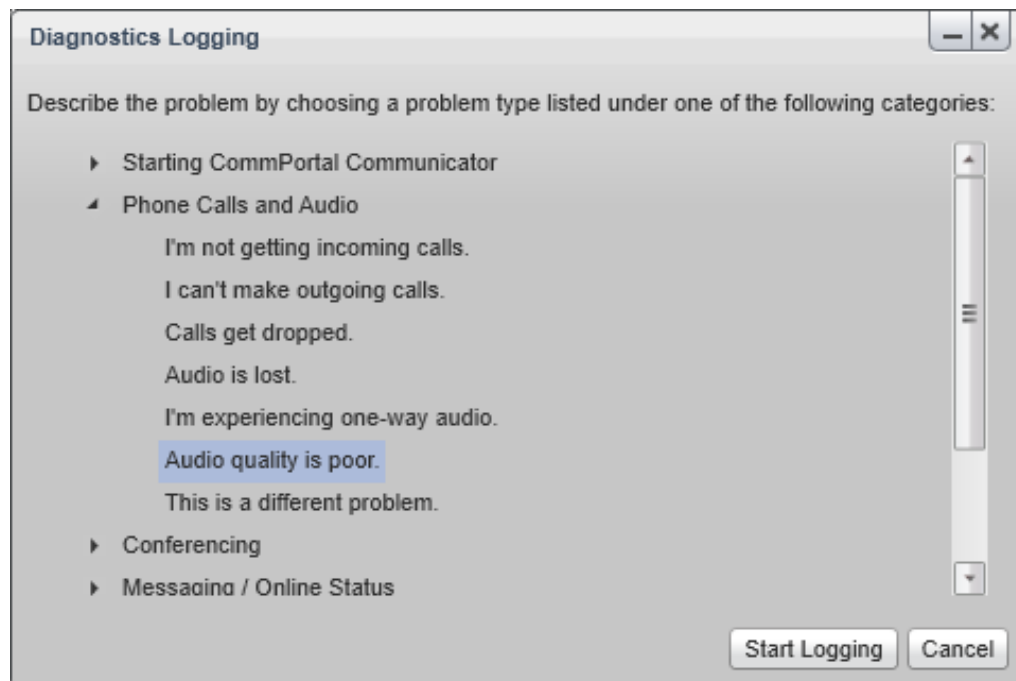 Diagnostics Logging
Describe the problem by choosing a problem type listed under one of the following categories:
Starting CommPortal Communicator
Phone Calls and Audio
I'm not getting incoming calls.
I can't make outgoing calls.
Calls get dropped.
Audio is lost.
I'm experiencing one-way audio.
Audio quality is poor.
This is a different problem.
Conferencing
Messaging / Online Status
Start Logging Cancel